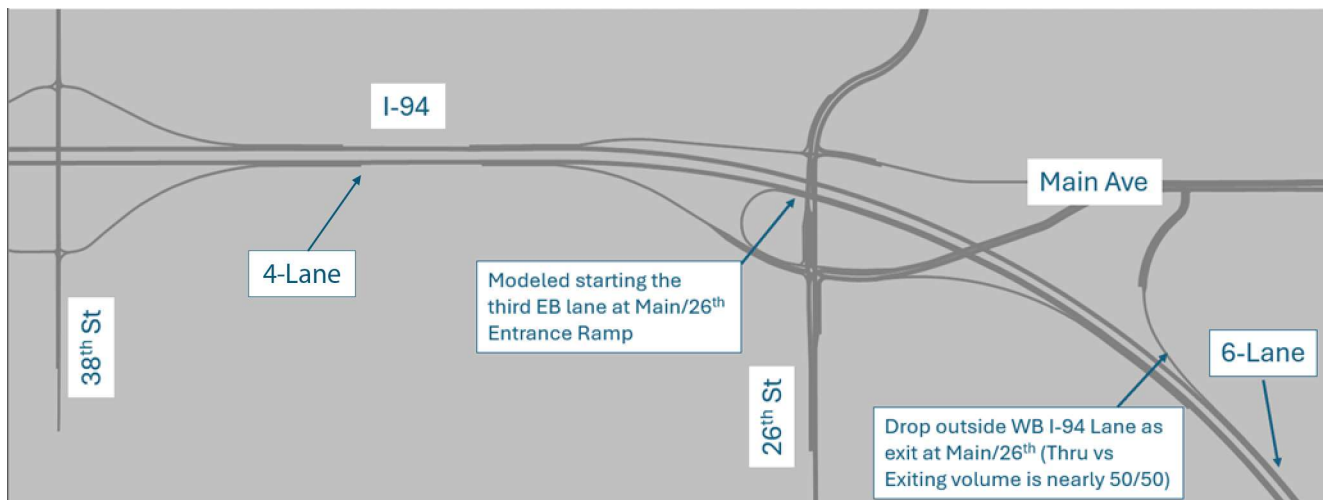 I-94
Main Ave
4-Lane
Modeled starting the
third EB lane at Main/26th
Entrance Ramp
38th St
26th St
6-Lane
Drop outside WB I-94 Lane as
exit at Main/26th (Thru vs
Exiting volume is nearly 50/50)